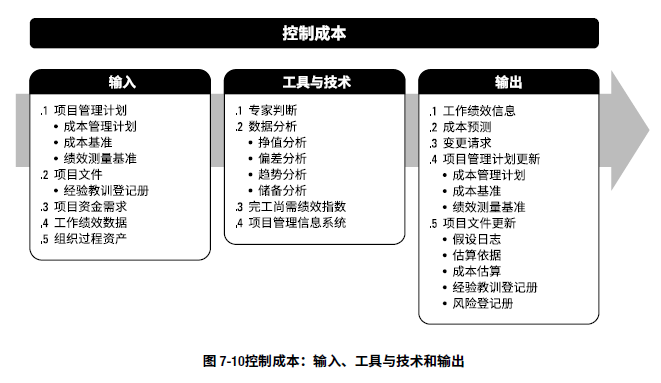 控制成本
输入
.1 项目管理计划
• 成本管理计划
• 成本基准
• 绩效测量基准
.2 项目文件
• 经验教训登记册
.3 项目资金需求
.4 工作绩效数据
.5 组织过程资产
工具与技术
.1 专家判断
.2 数据分析
• 挣值分析
• 偏差分析
• 趋势分析
• 储备分析
.3 完工尚需绩效指数
.4 项目管理信息系统
输出
.1 工作绩效信息
.2 成本预测
.3 变更请求
.4 项目管理计划更新
• 成本管理计划
• 成本基准
• 绩效测量基准
.5 项目文件更新
• 假设日志
• 估算依据
• 成本估算
• 经验教训登记册
• 风险登记册
图 7-10控制成本：输入、工具与技术和输出